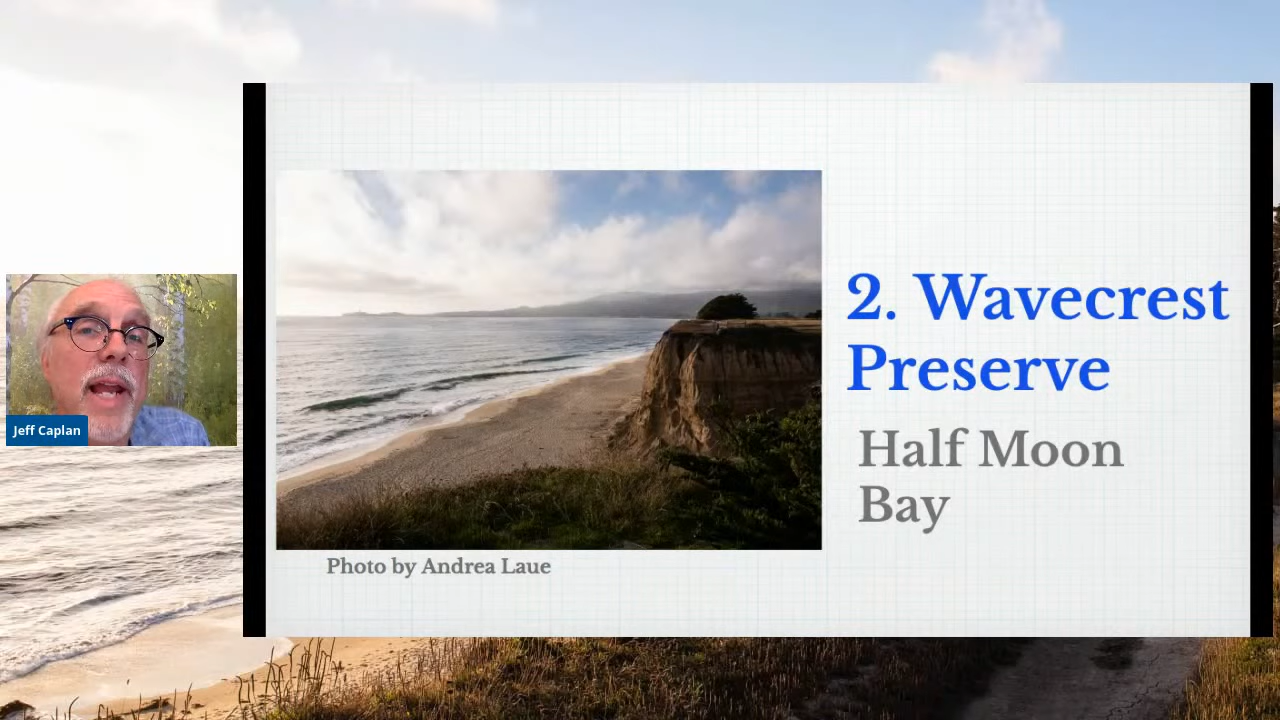 Jeff Caplan
2. Wavecrest
Preserve
Half Moon
Bay
Photo by Andrea Laue